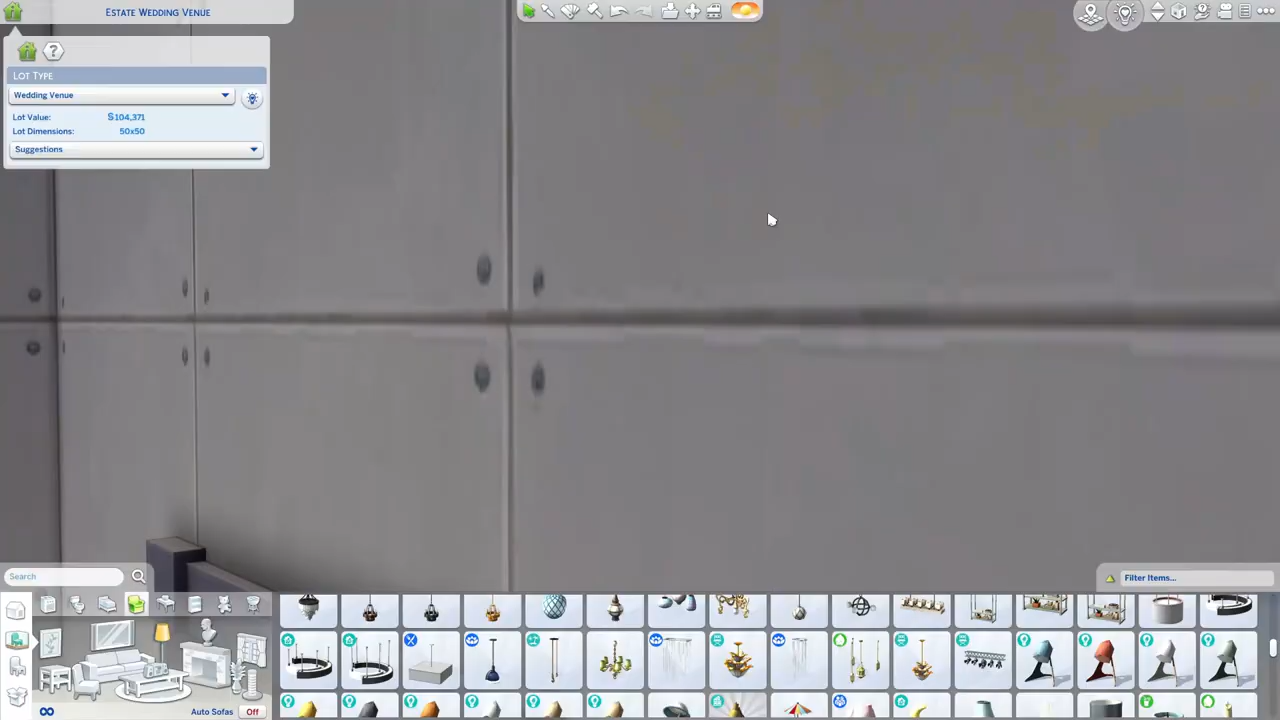 Estate Wedding Venue
Lot Type
Wedding Venue
Lot Value: §104,371
Lot Dimensions: 50x50
Suggestions
Search
Filter Items...
Auto Sofas Off